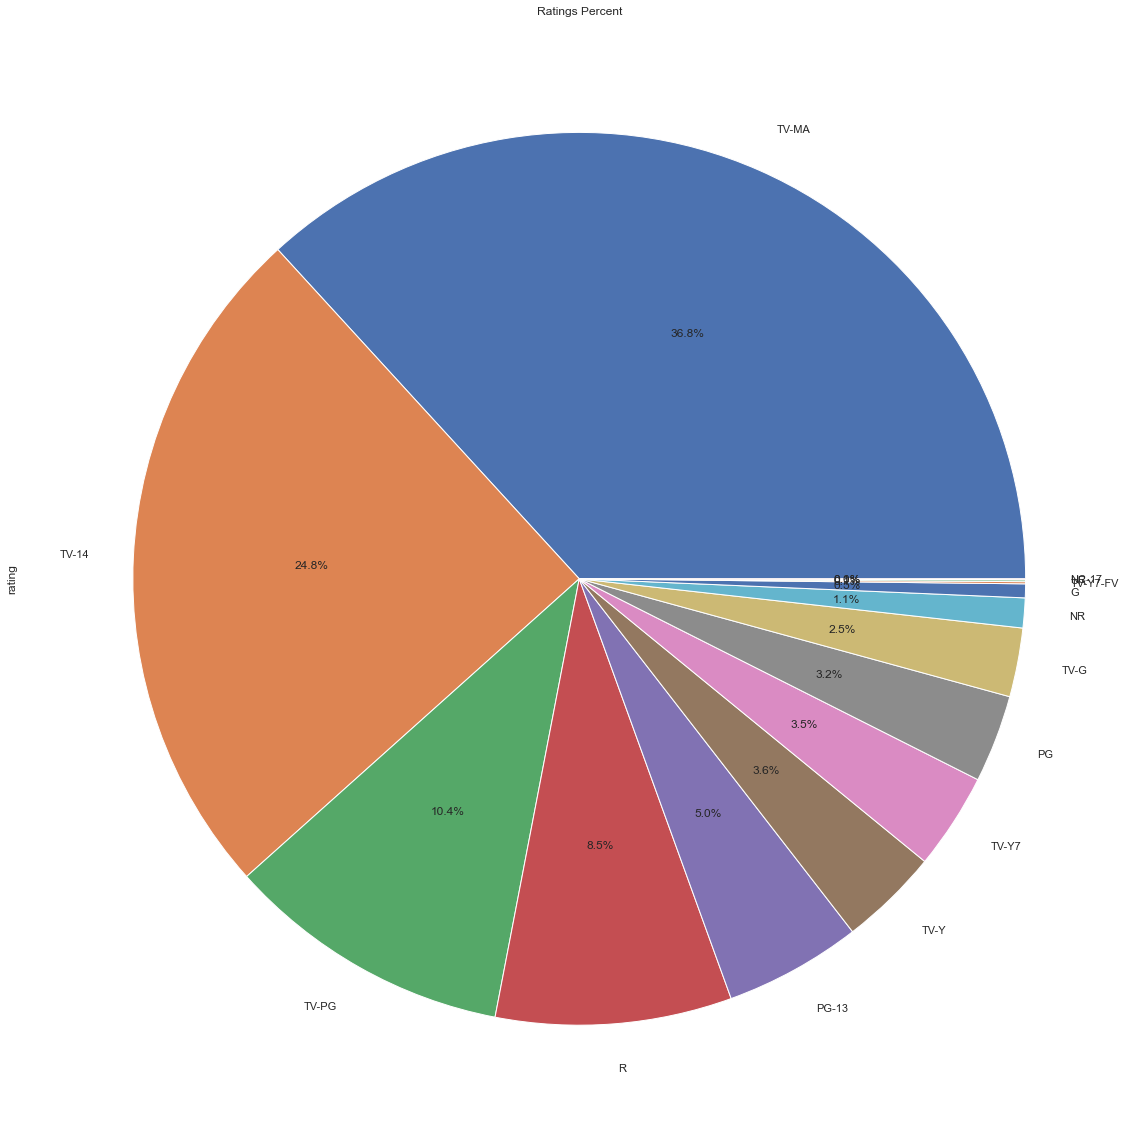 Ratings Percent
TV-MA
36.8%
TV-14
24.8%
rating
G
1.1%
NR
2.5%
TV-G
3.2%
PG
3.5%
TV-Y7
3.6%
TV-Y
5.0%
PG-13
10.4%
TV-PG
8.5%
R